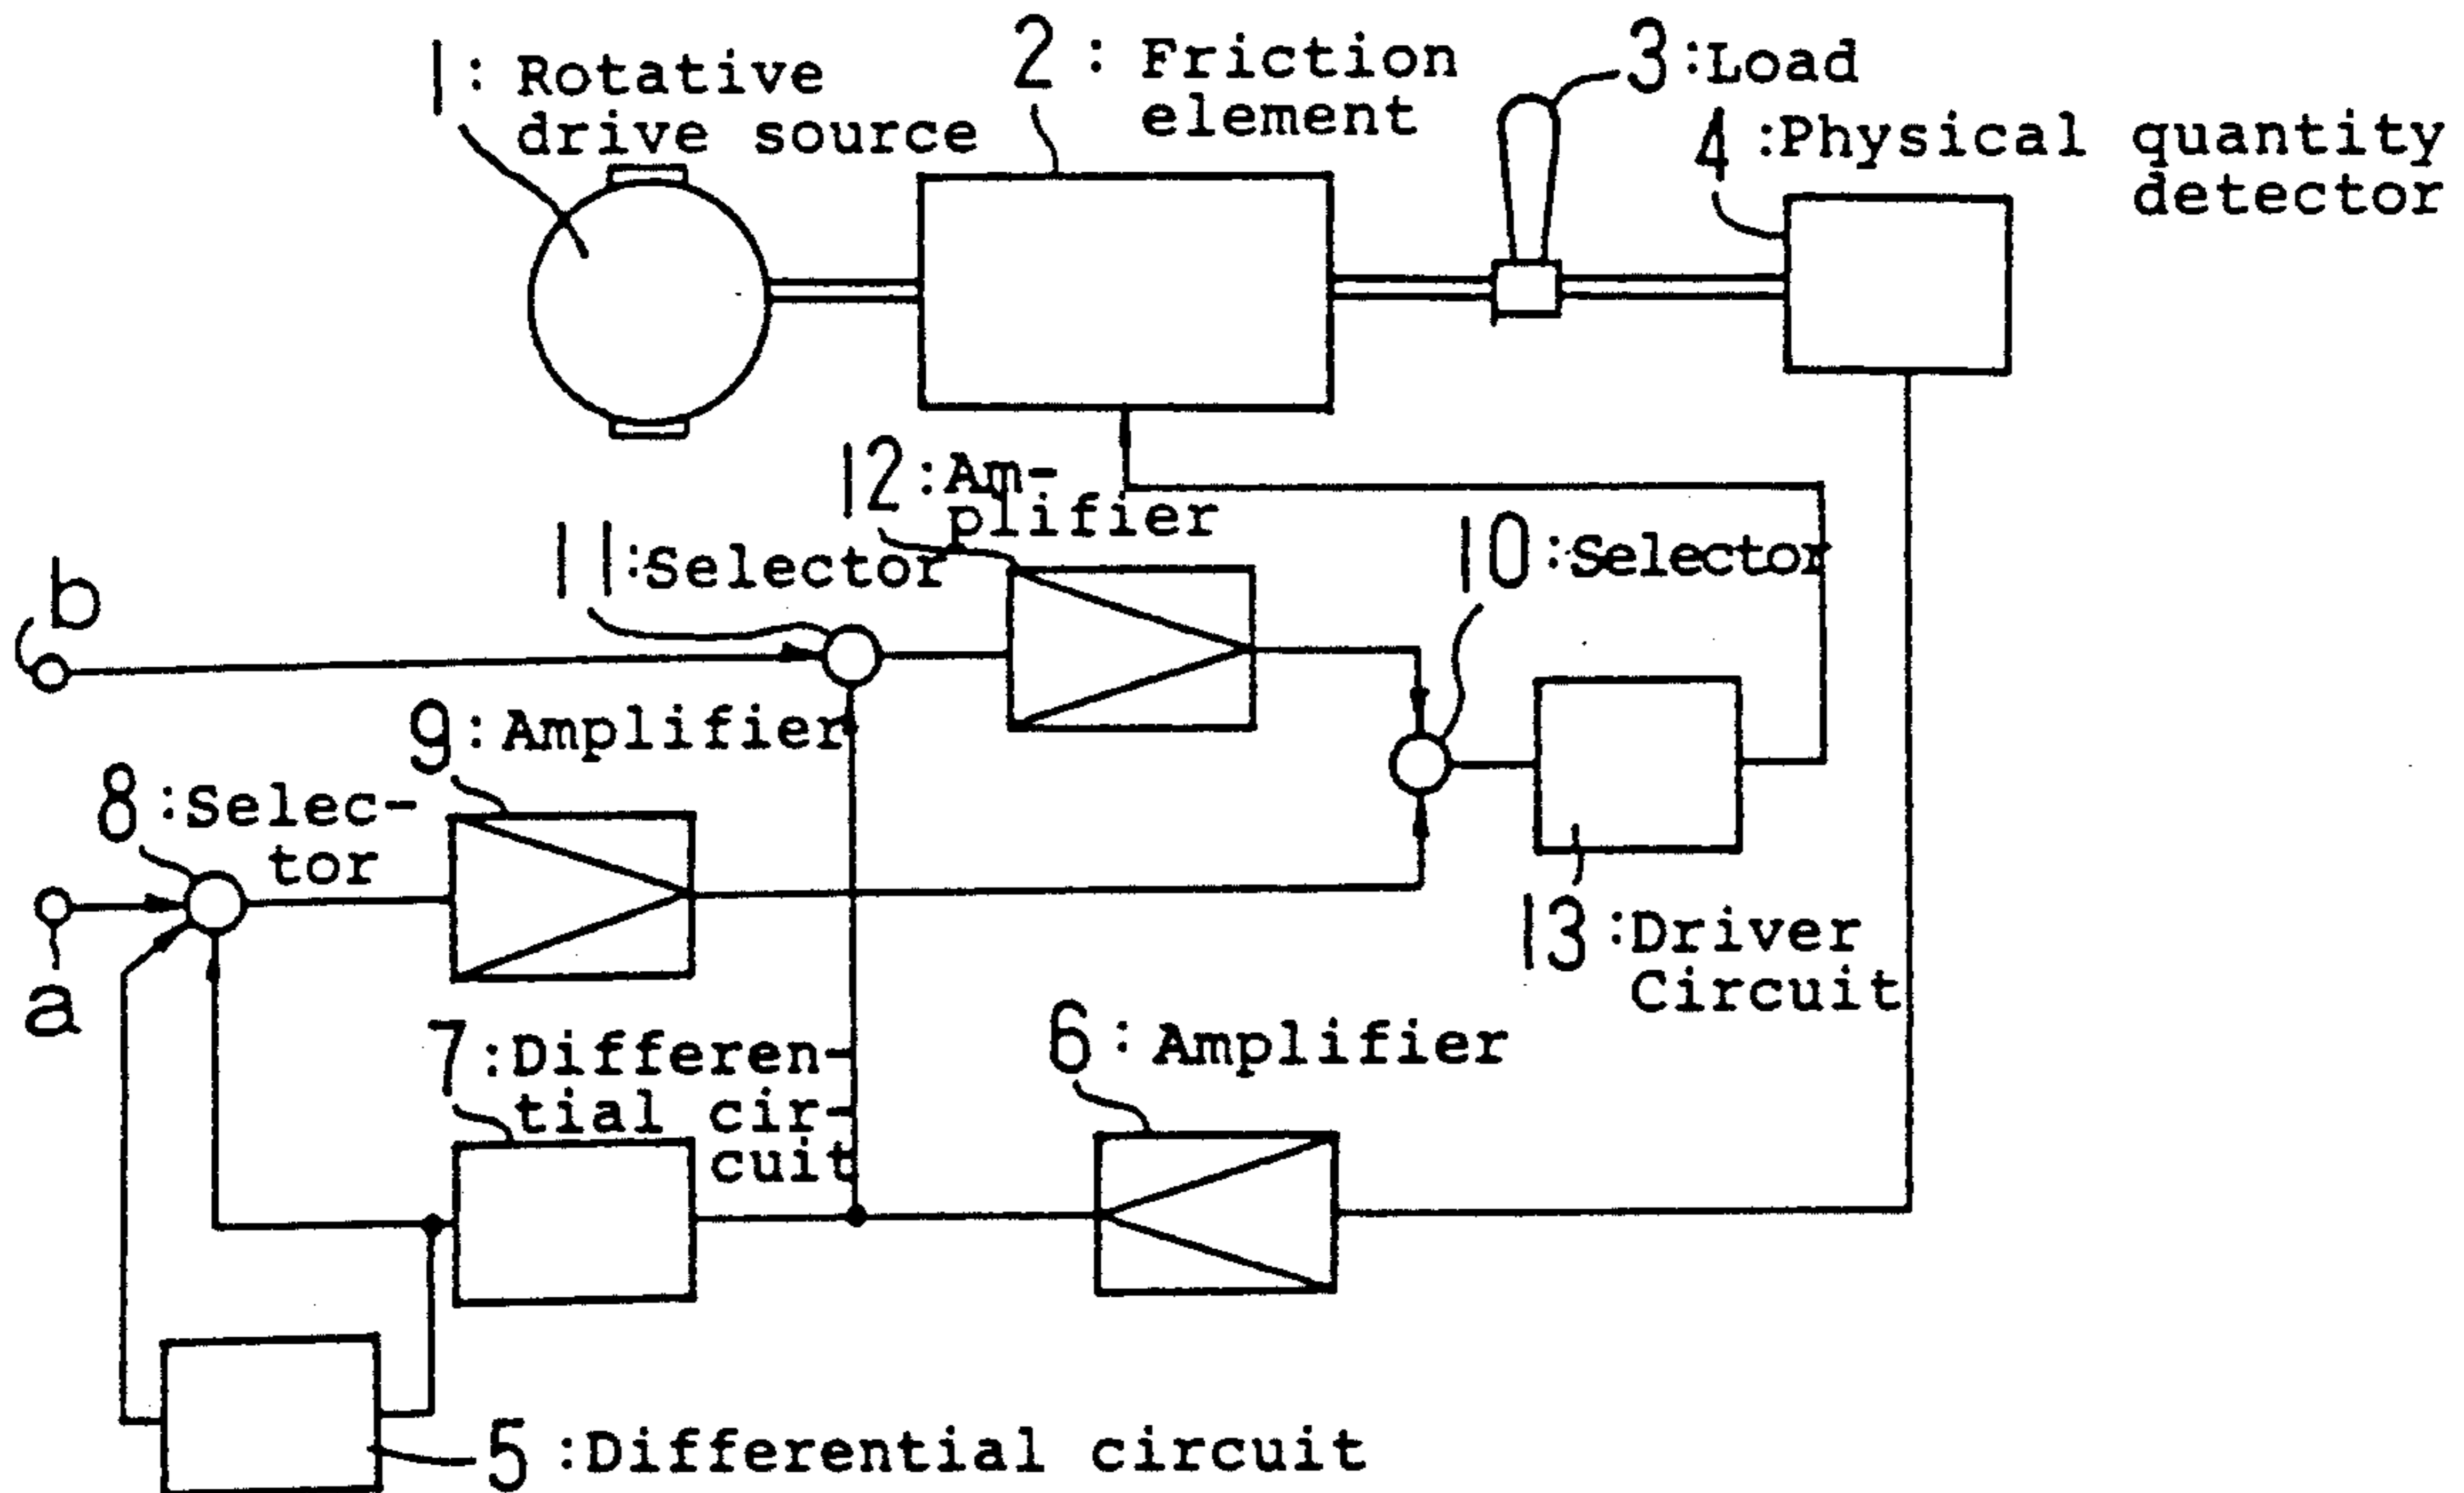 1: Rotative
drive source
2: Friction
element
3:Load
4:Physical quantity
detector
12:Am-
plifier
11:Selector
10:Selector
b
9:Amplifier
8:Selec-
tor
a
13:Driver
Circuit
7:Differen-
tial cir-
cuit
6:Amplifier
5:Differential circuit